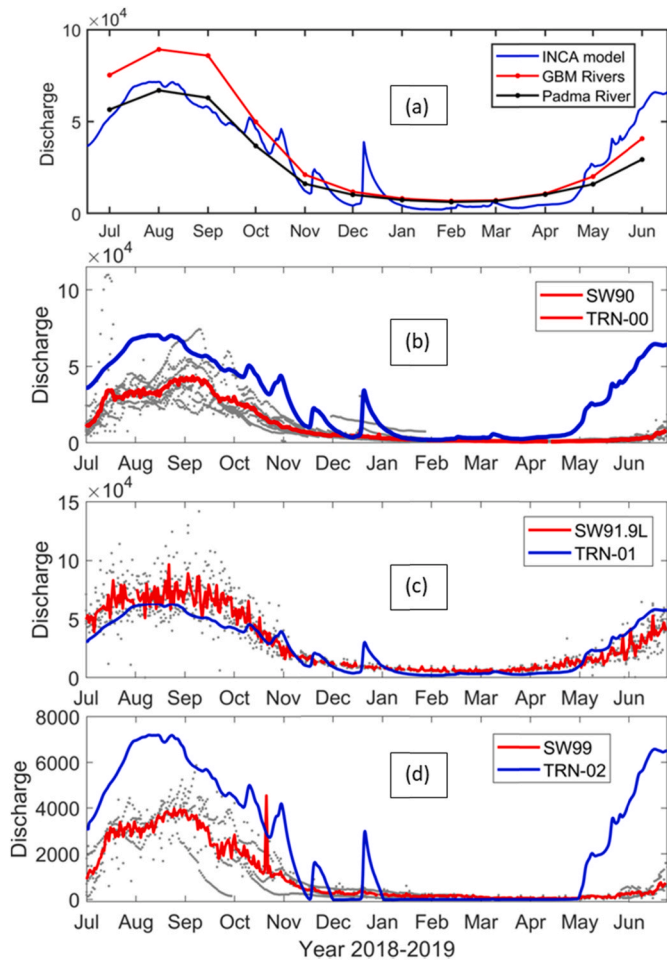 ×10⁴
10
5
0
Discharge
INCA model
GBM Rivers
Padma River
(a)
Jul Aug Sep Oct Nov Dec Jan Feb Mar Apr May Jun
×10⁴
10
5
0
Discharge
SW90
TRN-00
(b)
Jul Aug Sep Oct Nov Dec Jan Feb Mar Apr May Jun
×10⁴
15
10
5
0
Discharge
SW91.9L
TRN-01
(c)
Jul Aug Sep Oct Nov Dec Jan Feb Mar Apr May Jun
8000
6000
4000
2000
0
Discharge
SW99
TRN-02
(d)
Jul Aug Sep Oct Nov Dec Jan Feb Mar Apr May Jun
Year 2018-2019